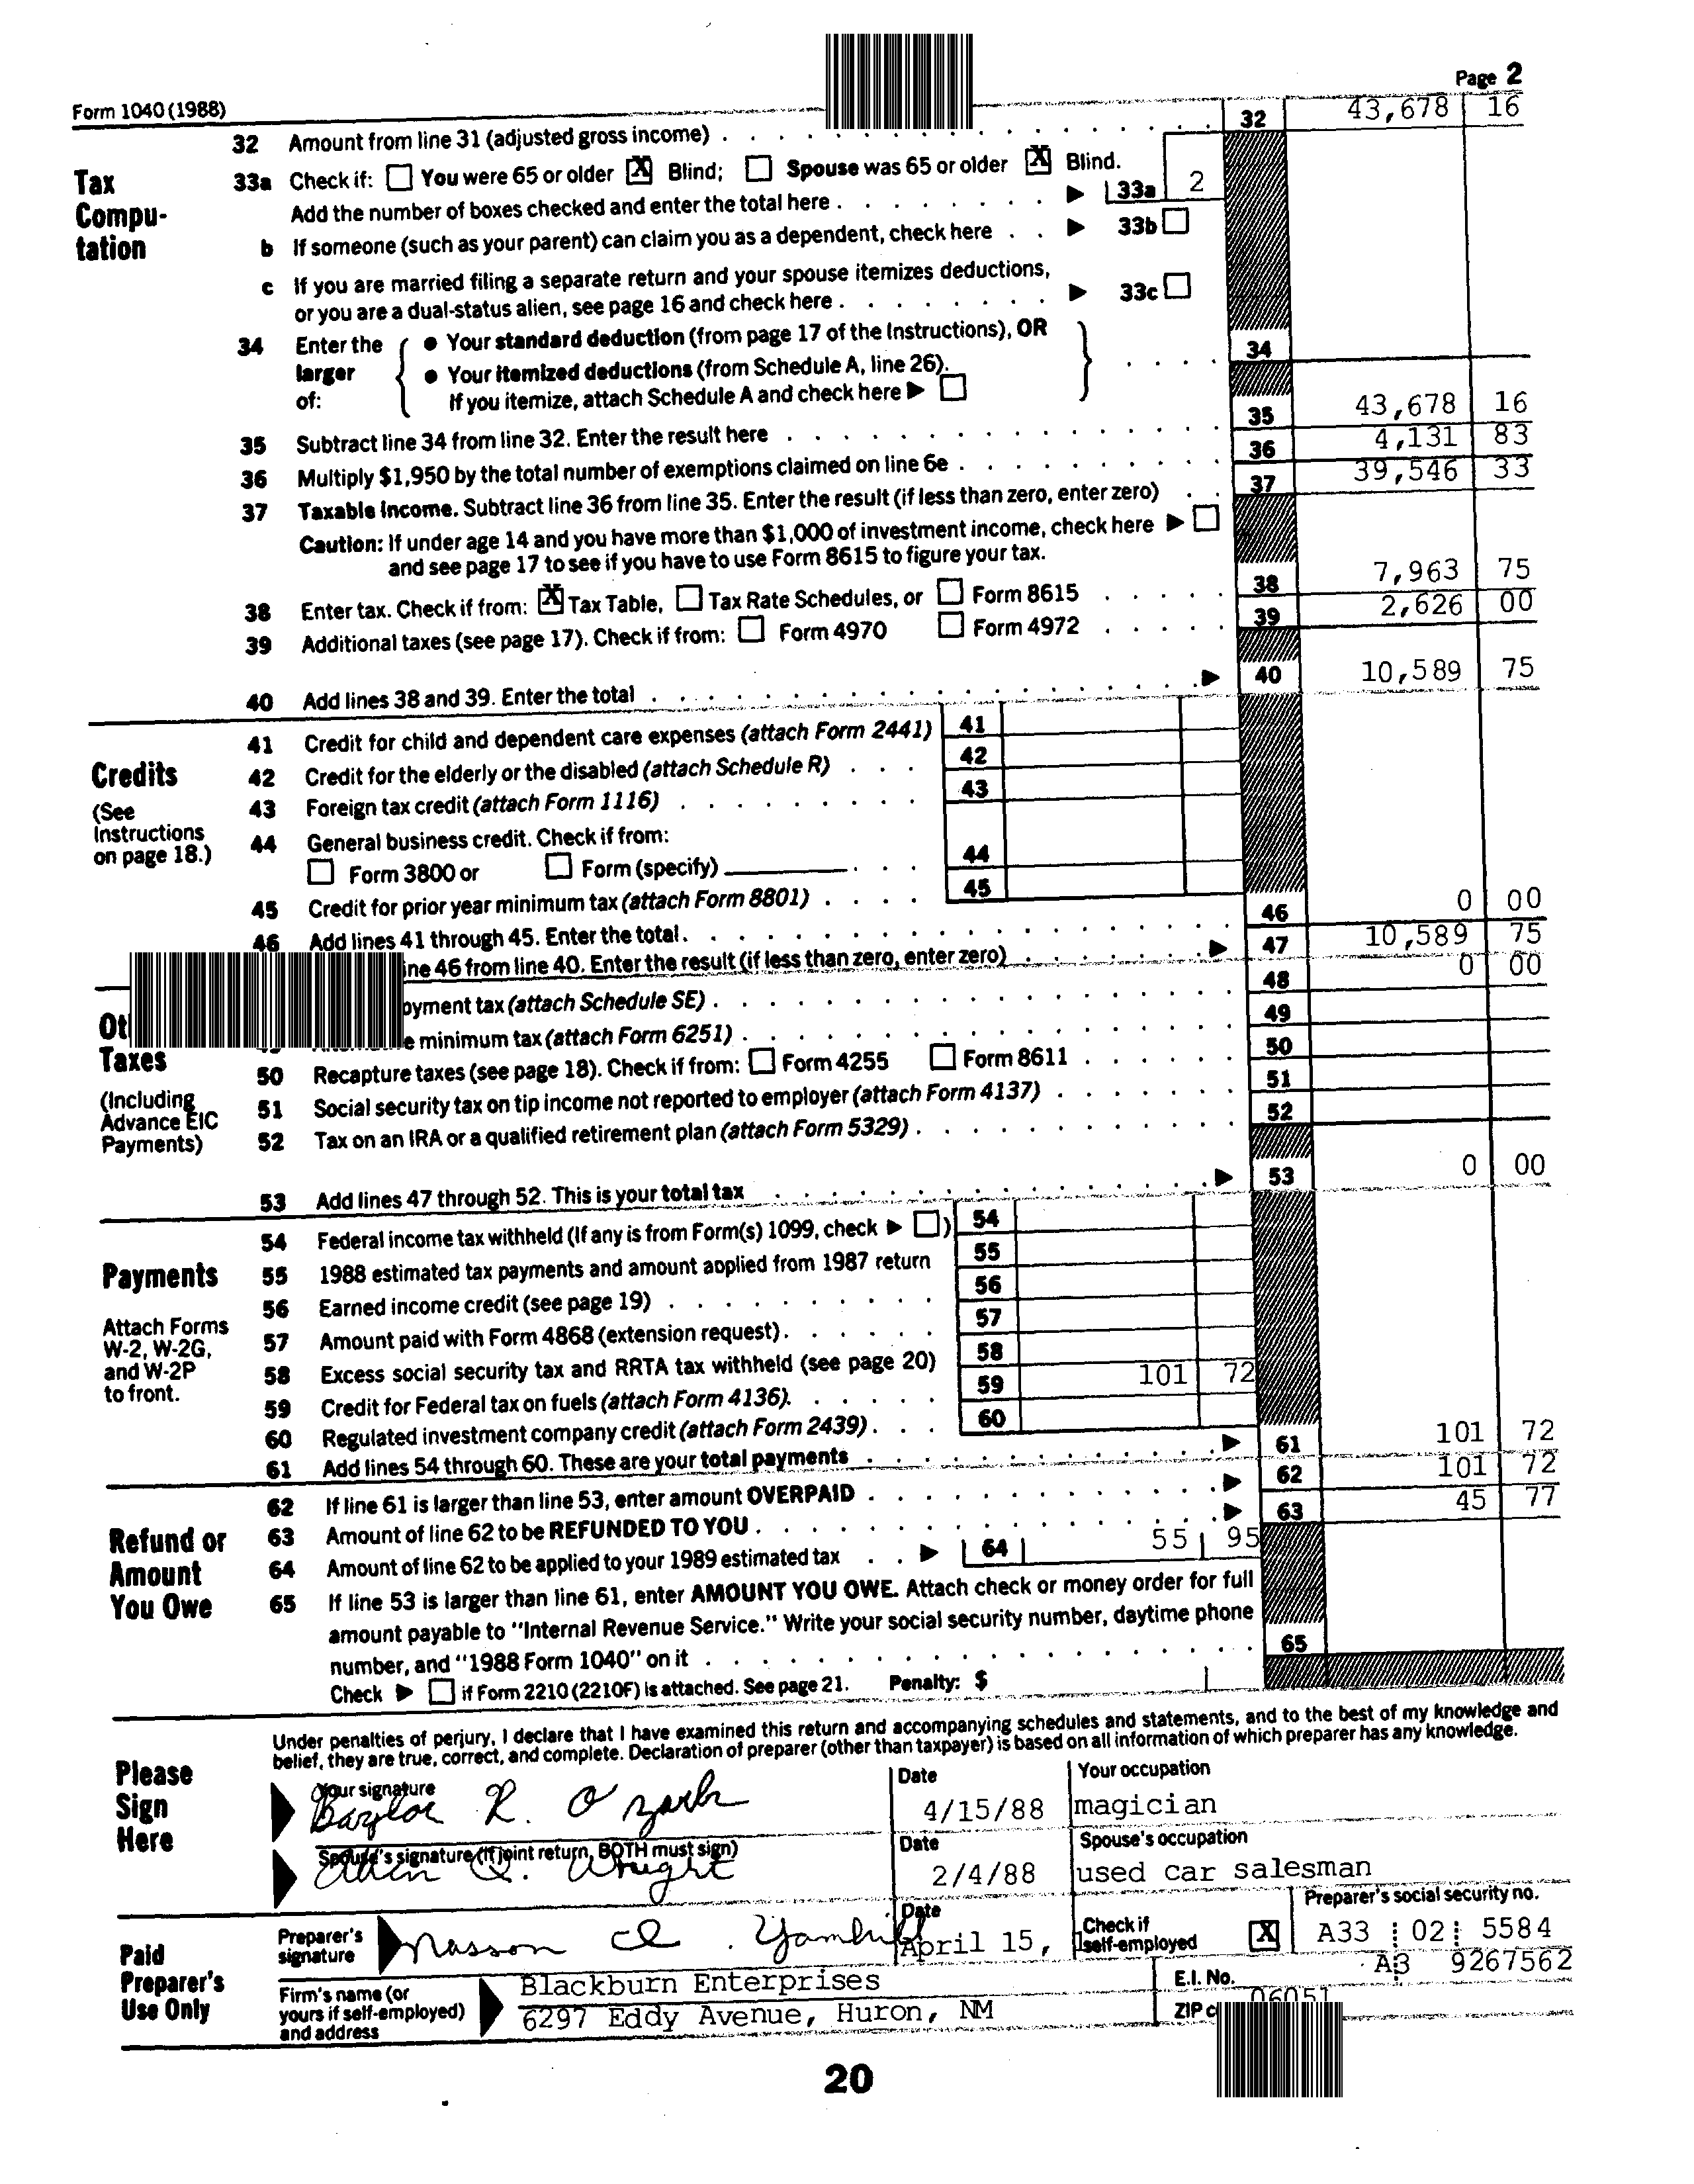 Form 1040 (1988)
Page 2
32 Amount from line 31 (adjusted gross income) 32 43,678 16
Tax Compu-tation
33a Check if: You were 65 or older X Blind; Spouse was 65 or older X Blind.
Add the number of boxes checked and enter the total here 33a 2
b If someone (such as your parent) can claim you as a dependent, check here 33b
c If you are married filing a separate return and your spouse itemizes deductions,
or you are a dual-status alien, see page 16 and check here 33c
34 Enter the larger of:
• Your standard deduction (from page 17 of the Instructions), OR
• Your itemized deductions (from Schedule A, line 26).
If you itemize, attach Schedule A and check here
34
35 Subtract line 34 from line 32. Enter the result here 35 43,678 16
36 Multiply $1,950 by the total number of exemptions claimed on line 6e 36 4,131 83
37 Taxable income. Subtract line 36 from line 35. Enter the result (if less than zero, enter zero) 37 39,546 33
Caution: If under age 14 and you have more than $1,000 of investment income, check here
and see page 17 to see if you have to use Form 8615 to figure your tax.
38 Enter tax. Check if from: X Tax Table, Tax Rate Schedules, or Form 8615 38 7,963 75
39 Additional taxes (see page 17). Check if from: Form 4970 Form 4972 39 2,626 00
40 Add lines 38 and 39. Enter the total 40 10,589 75
Credits
(See Instructions on page 18.)
41 Credit for child and dependent care expenses (attach Form 2441) 41
42 Credit for the elderly or the disabled (attach Schedule R) 42
43 Foreign tax credit (attach Form 1116) 43
44 General business credit. Check if from:
Form 3800 or Form (specify) 44
45 Credit for prior year minimum tax (attach Form 8801) 45
46 Add lines 41 through 45. Enter the total. 46 0 00
46 from line 40. Enter the result (if less than zero, enter zero) 47 10,589 75
tax (attach Schedule SE) 48 0 00
minimum tax (attach Form 6251) 49
Taxes
(Including Advance EIC Payments)
50 Recapture taxes (see page 18). Check if from: Form 4255 Form 8611 50
51 Social security tax on tip income not reported to employer (attach Form 4137) 51
52 Tax on an IRA or a qualified retirement plan (attach Form 5329) 52
53 Add lines 47 through 52. This is your total tax 53 0 00
Payments
Attach Forms W-2, W-2G, and W-2P to front.
54 Federal income tax withheld (If any is from Form(s) 1099, check ) 54
55 1988 estimated tax payments and amount applied from 1987 return 55
56 Earned income credit (see page 19) 56
57 Amount paid with Form 4868 (extension request) 57
58 Excess social security tax and RRTA tax withheld (see page 20) 58
59 Credit for Federal tax on fuels (attach Form 4136) 59 101 72
60 Regulated investment company credit (attach Form 2439) 60
61 Add lines 54 through 60. These are your total payments 61 101 72
Refund or Amount You Owe
62 If line 61 is larger than line 53, enter amount OVERPAID 62 101 72
63 Amount of line 62 to be REFUNDED TO YOU 63 45 77
64 Amount of line 62 to be applied to your 1989 estimated tax 64 55 95
65 If line 53 is larger than line 61, enter AMOUNT YOU OWE. Attach check or money order for full
amount payable to "Internal Revenue Service." Write your social security number, daytime phone
number, and "1988 Form 1040" on it 65
Check if Form 2210 (2210F) is attached. See page 21. Penalty: $
Please Sign Here
Under penalties of perjury, I declare that I have examined this return and accompanying schedules and statements, and to the best of my knowledge and
belief, they are true, correct, and complete. Declaration of preparer (other than taxpayer) is based on all information of which preparer has any knowledge.
Your signature Baylor R. Ozark
Date 4/15/88
Your occupation magician
Spouse's signature (if joint return, BOTH must sign) Q. Wright
Date 2/4/88
Spouse's occupation used car salesman
Paid Preparer's Use Only
Preparer's signature Masson Yambill
Date April 15,
Check if self-employed X
Preparer's social security no. A33 02 5584
Firm's name (or yours if self-employed) and address
Blackburn Enterprises
6297 Eddy Avenue, Huron, NM
E.I. No. A3 9267562
ZIP 06051
20